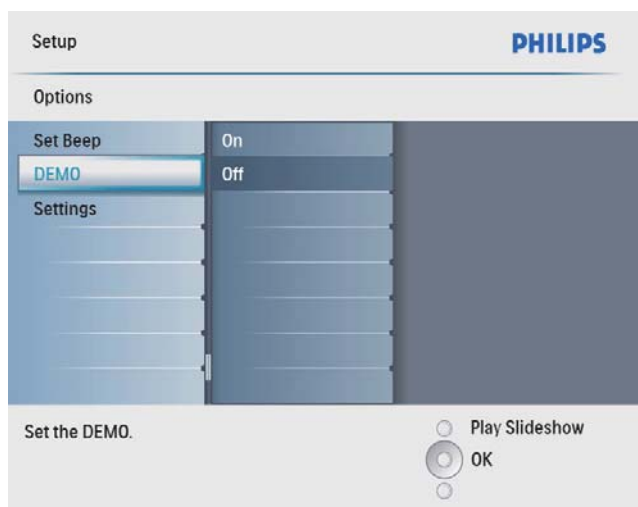 Setup
PHILIPS
Options
Set Beep
On
DEMO
Off
Settings
Set the DEMO.
Play Slideshow
OK